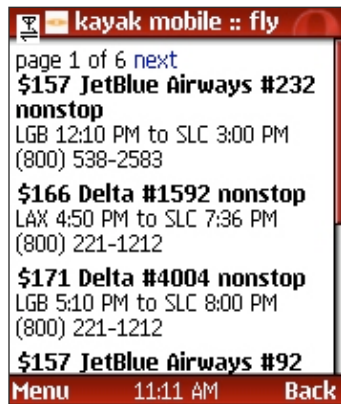 kayak mobile :: fly
page 1 of 6 next
$157 JetBlue Airways #232
nonstop
LGB 12:10 PM to SLC 3:00 PM
(800) 538-2583
$166 Delta #1592 nonstop
LAX 4:50 PM to SLC 7:36 PM
(800) 221-1212
$171 Delta #4004 nonstop
LGB 5:10 PM to SLC 8:00 PM
(800) 221-1212
$157 JetBlue Airways #92
Menu 11:11 AM Back